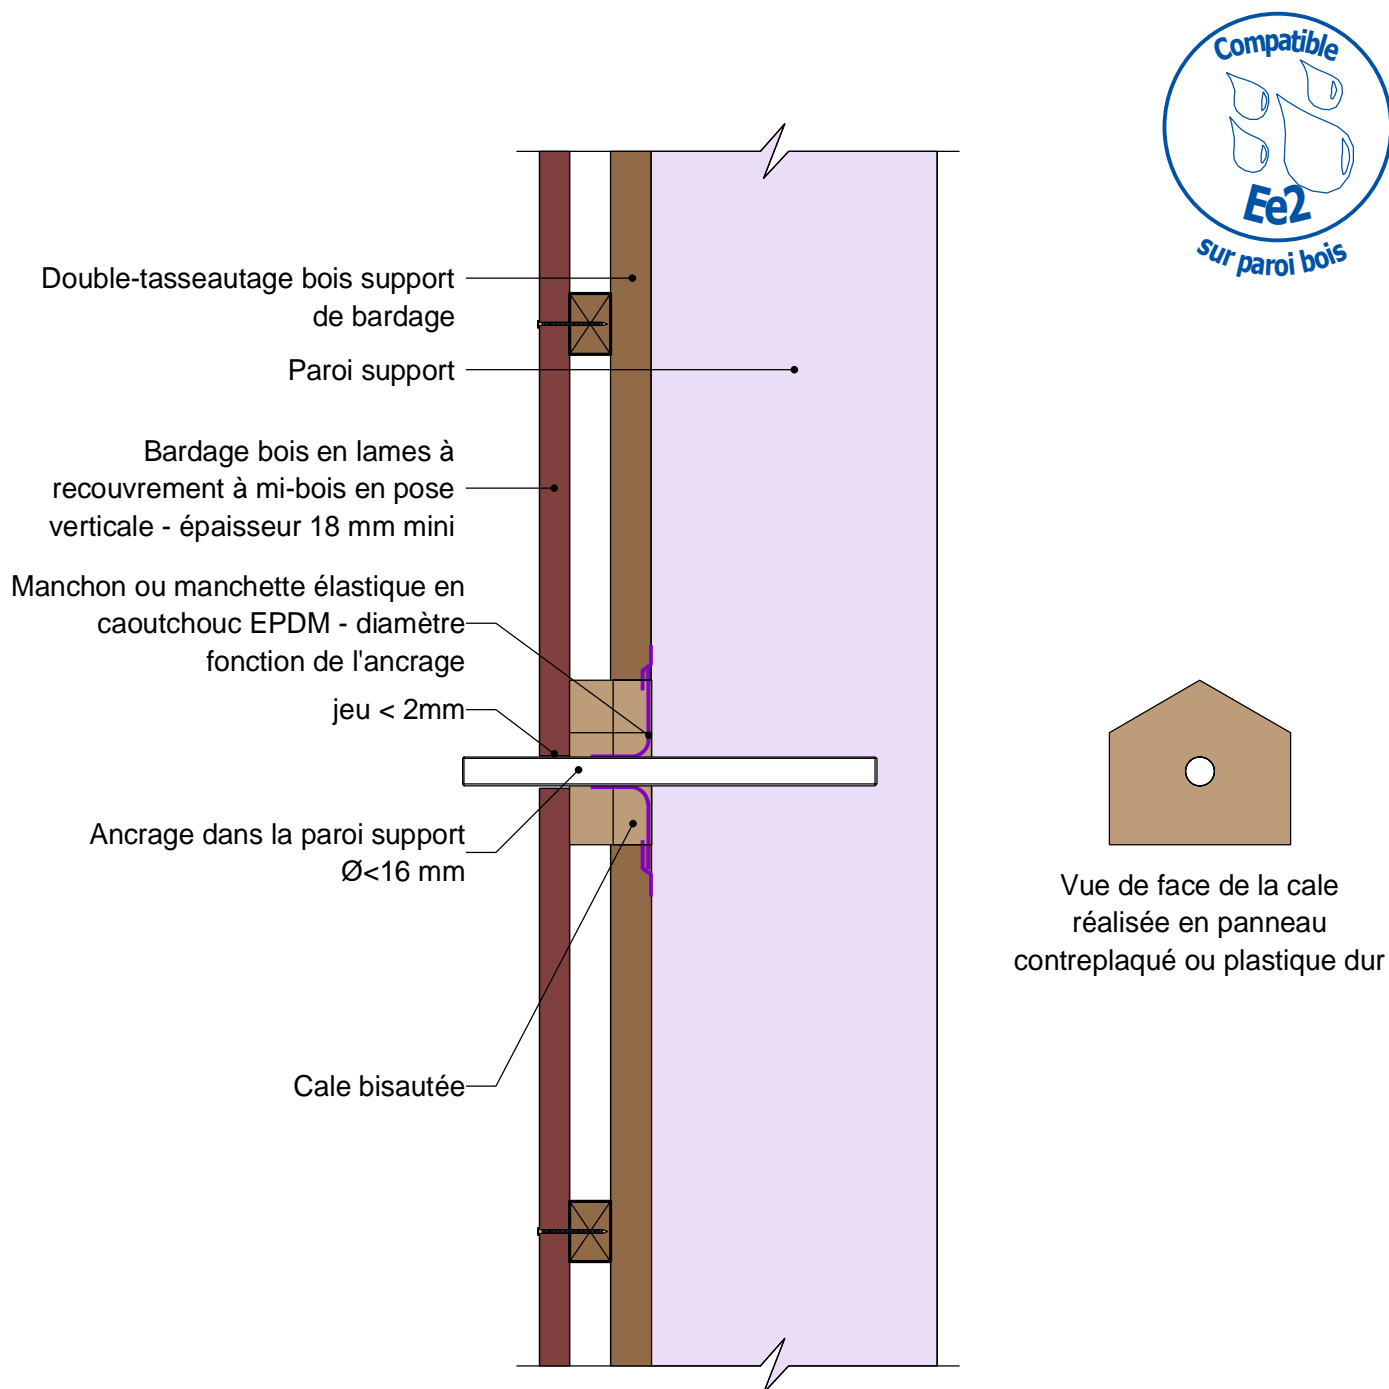 Compatible
Ee2
sur paroi bois
Double-tasseautage bois support
de bardage
Paroi support
Bardage bois en lames à
recouvrement à mi-bois en pose
verticale - épaisseur 18 mm mini
Manchon ou manchette élastique en
caoutchouc EPDM - diamètre
fonction de l'ancrage
jeu < 2mm
Ancrage dans la paroi support
Ø<16 mm
Cale bisautée
Vue de face de la cale
réalisée en panneau
contreplaqué ou plastique dur